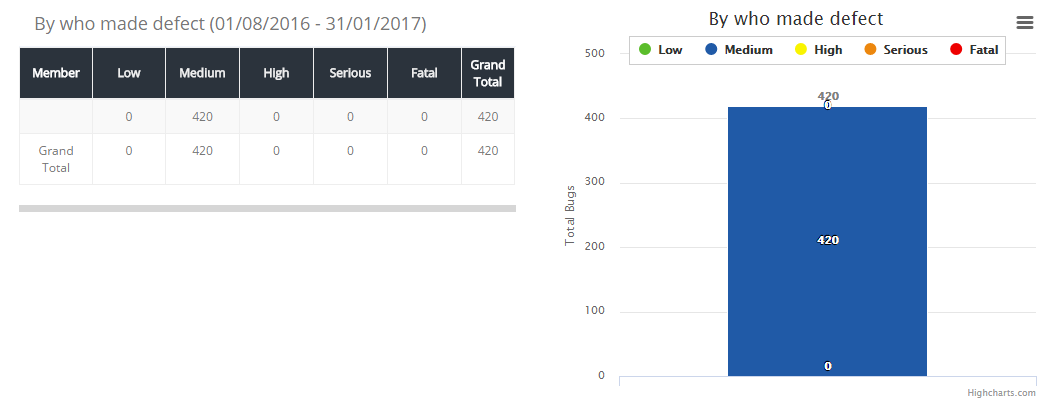 By who made defect (01/08/2016 - 31/01/2017)
Member Low Medium High Serious Fatal Grand Total
0 420 0 0 0 420
Grand Total 0 420 0 0 0 420
By who made defect
Low Medium High Serious Fatal
Total Bugs
500
400
300
200
100
0
420
0
420
0
Highcharts.com